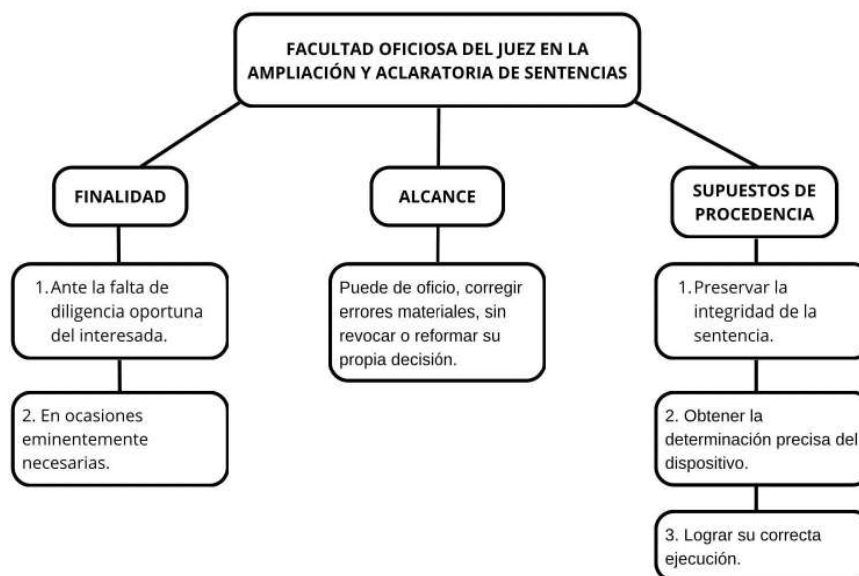 FACULTAD OFICIOSA DEL JUEZ EN LA
AMPLIACIÓN Y ACLARATORIA DE SENTENCIAS
FINALIDAD
1. Ante la falta de
diligencia oportuna
del interesada.
2. En ocasiones
eminentemente
necesarias.
ALCANCE
Puede de oficio, corregir
errores materiales, sin
revocar o reformar su
propia decisión.
SUPUESTOS DE
PROCEDENCIA
1. Preservar la
integridad de la
sentencia.
2. Obtener la
determinación precisa del
dispositivo.
3. Lograr su correcta
ejecución.